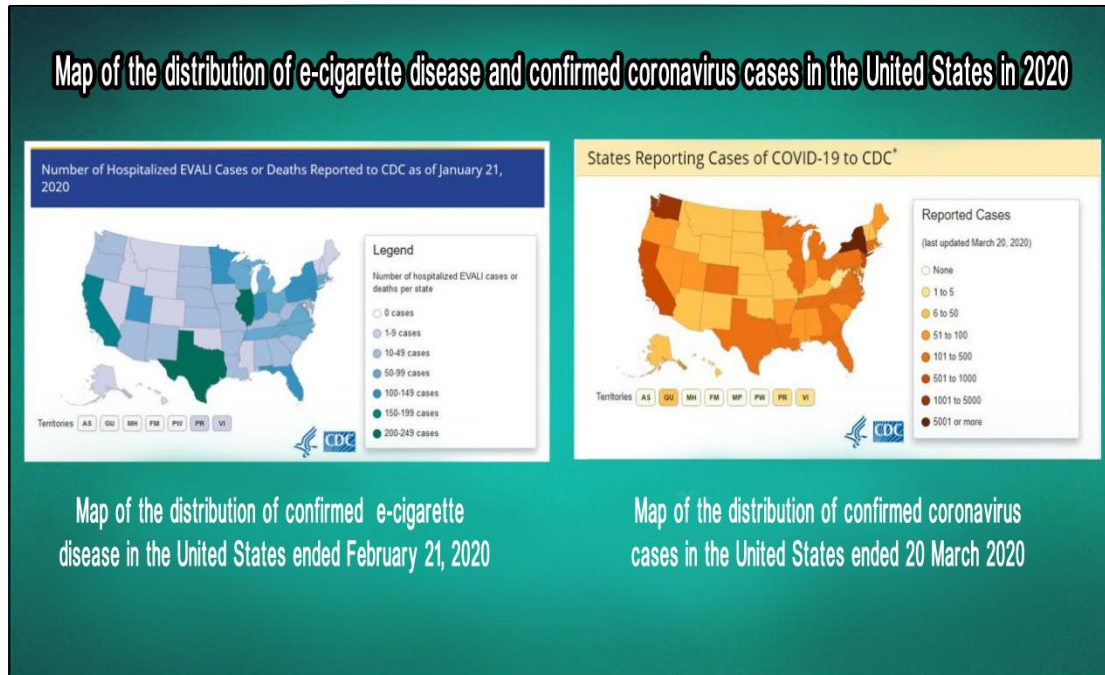 Map of the distribution of e-cigarette disease and confirmed coronavirus cases in the United States in 2020
Number of Hospitalized EVALI Cases or Deaths Reported to CDC as of January 21,
2020
Legend
Number of hospitalized EVALI cases or
deaths per state
0 cases
1-9 cases
10-49 cases
50-99 cases
100-149 cases
150-199 cases
200-249 cases
Territories AS GU MH FM PW PR VI
CDC
States Reporting Cases of COVID-19 to CDC*
Reported Cases
(last updated March 20, 2020)
None
1 to 5
6 to 50
51 to 100
101 to 500
501 to 1000
1001 to 5000
5001 or more
Territories AS GU MH FM MP PW PR VI
CDC
Map of the distribution of confirmed e-cigarette
disease in the United States ended February 21, 2020
Map of the distribution of confirmed coronavirus
cases in the United States ended 20 March 2020